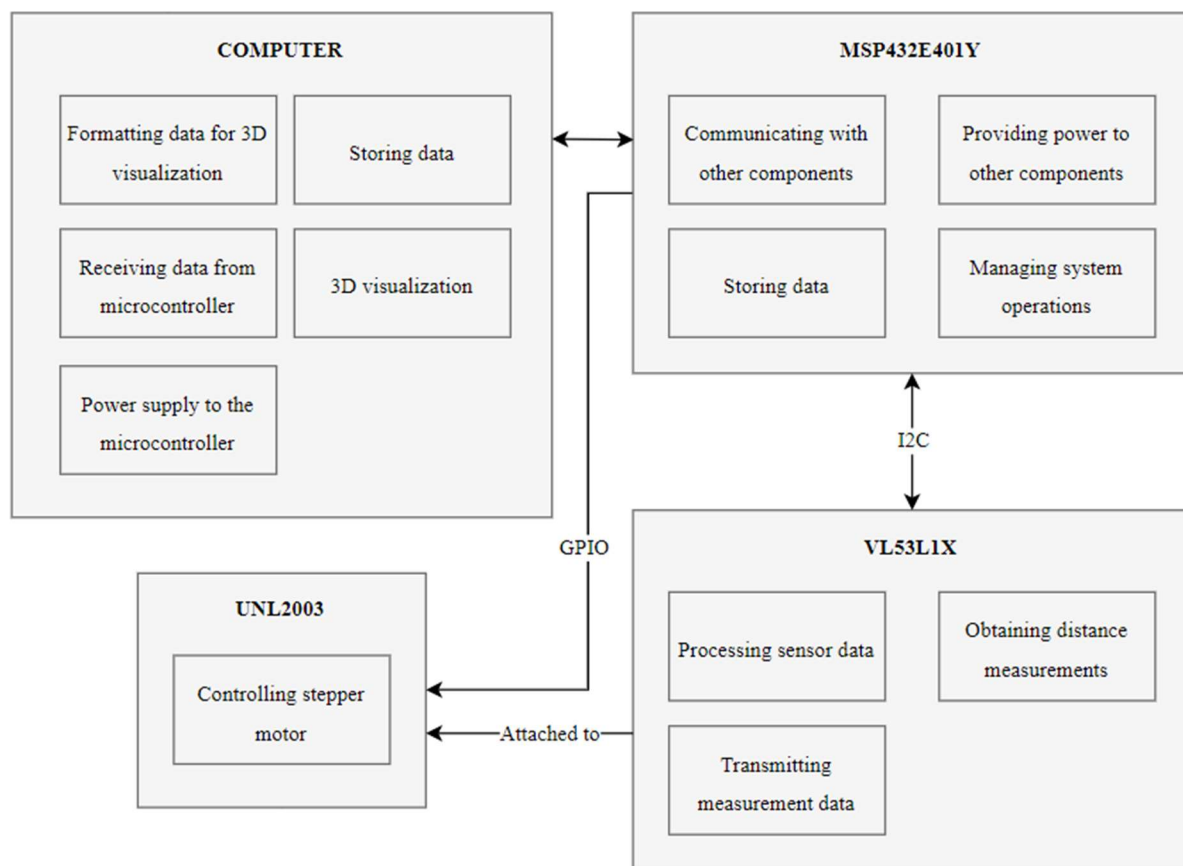 COMPUTER
Formatting data for 3D
visualization
Storing data
Receiving data from
microcontroller
3D visualization
Power supply to the
microcontroller
MSP432E401Y
Communicating with
other components
Providing power to
other components
Storing data
Managing system
operations
I2C
GPIO
UNL2003
Controlling stepper
motor
Attached to
VL53L1X
Processing sensor data
Obtaining distance
measurements
Transmitting
measurement data